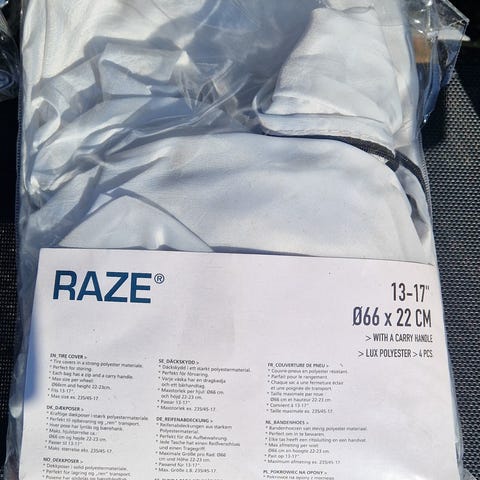 RAZE®
13-17"
Ø66 x 22 CM
> WITH A CARRY HANDLE
> LUX POLYESTER > 4 PCS
EN_TIRE COVER >
* Tire covers in a strong polyester materiale.
* Perfect for storing.
* Each bag has a zip and a carry handle.
* Max size per wheel:
Ø66cm and height 22-23cm.
* Fits 13-17"
* Max size ex. 235/45-17.
DK_DÆKPOSER >
* Kraftige dækposer i stærk polyestermateriale.
* Perfekt til opbevaring og "ren" transport.
* Hver pose har lynlås og bærehank.
* Maks størrelse pr. hjul:
Ø66 cm og højde 22-23 cm.
* Passer til 13-17"
* Maks. størrelse ex. 235/45-17.
NO_DEKKPOSER >
* Dekkposer i solid polyestermateriale.
* Perfekt for lagring og "ren" transport.
SE_DÄCKSKYDD >
* Däckskydd i ett starkt polyestermaterial.
* Perfekt för förvaring.
* Varje väska har en dragkedja
och ett bärhandtag.
* Maxstorlek per hjul: Ø66 cm
och höjd 22-23 cm.
* Passar 13-17"
* Maxstorlek ex. 235/45-17.
DE_REIFENABDECKUNG >
* Reifenabdeckungen aus starkem
Polyestermaterial.
* Perfekt für die Aufbewahrung
* Jede Tasche hat einen Reißverschluss
und einen Tragegriff.
* Maximale Größe pro Rad: Ø66 cm
und Höhe 22-23 cm.
* Passend für 13-17"
* Max. Größe z.B. 235/45-17.
FR_COUVERTURE DE PNEU >
* Couvre-pneus en polyester résistant.
* Parfait pour le rangement.
* Chaque sac a une fermeture éclair
et une poignée de transport.
* Taille maximale par roue :
Ø66 cm et hauteur 22-23 cm.
* Convient à 13-17"
* Taille maximale ex. 235/45-17.
NL_BANDENHOES >
* Bandenhoezen van sterk polyester materiaal.
* Perfect om in te bewaren.
* Elke tas heeft een ritssluiting en een handvat
* Max afmeting per wiel:
Ø66 cm en hoogte 22-23 cm.
* Past op 13-17"
* Maximum afmeting ex. 235/45-17.
PL_POKROWIEC NA OPONY >